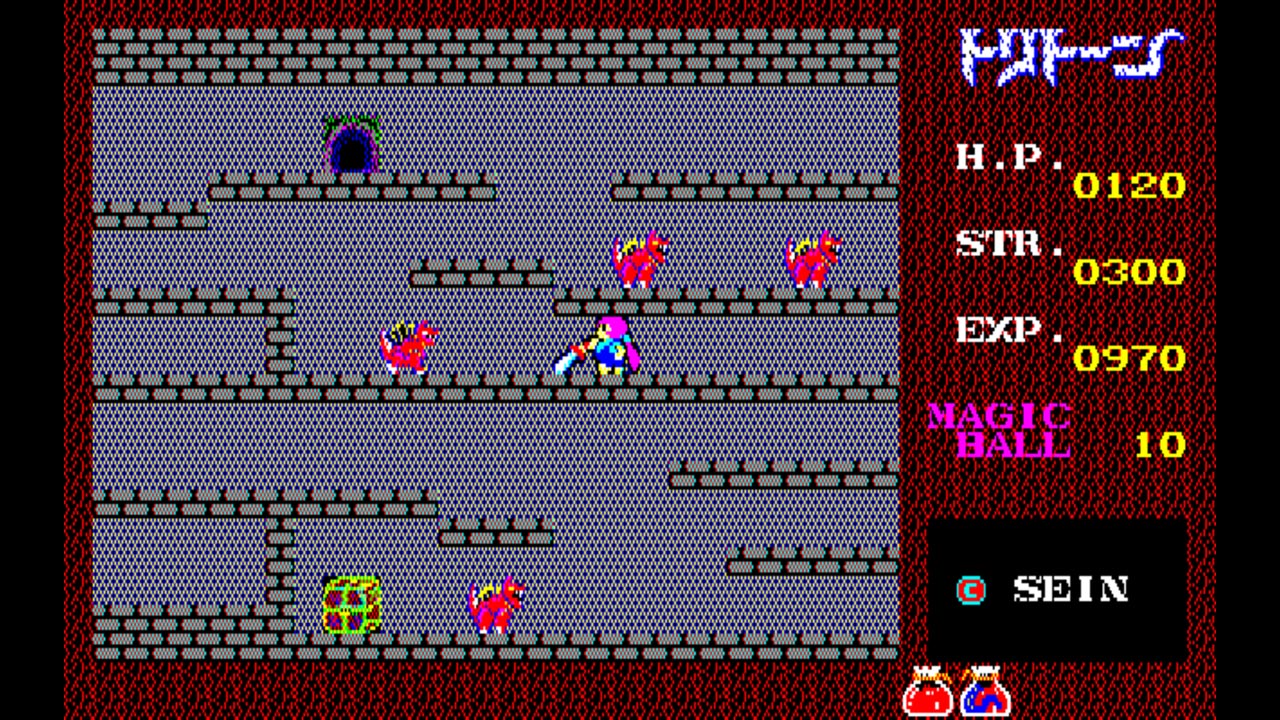 トリトーン
H.P.
0120
STR.
0300
EXP.
0970
MAGIC
BALL 10
© SEIN